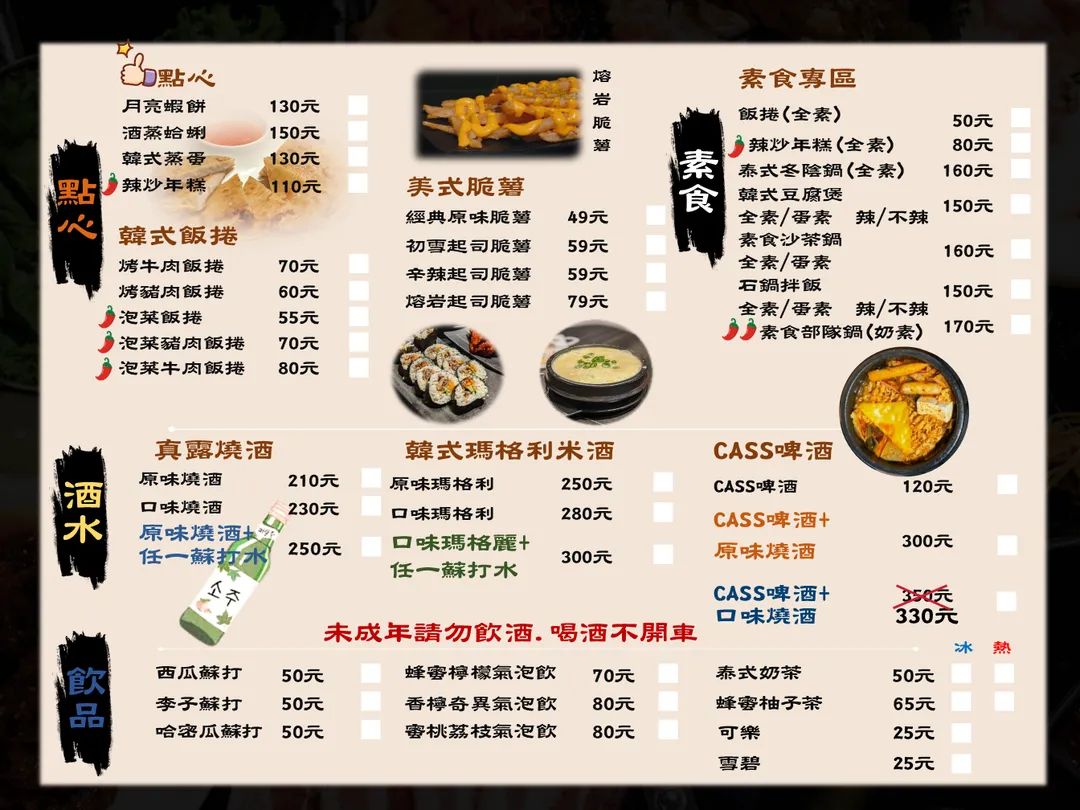 點心
點心
月亮蝦餅 130元
酒蒸蛤蜊 150元
韓式蒸蛋 130元
辣炒年糕 110元
韓式飯捲
烤牛肉飯捲 70元
烤豬肉飯捲 60元
泡菜飯捲 55元
泡菜豬肉飯捲 70元
泡菜牛肉飯捲 80元
熔岩脆薯
美式脆薯
經典原味脆薯 49元
初雪起司脆薯 59元
辛辣起司脆薯 59元
熔岩起司脆薯 79元
素食
素食專區
飯捲(全素) 50元
辣炒年糕(全素) 80元
泰式冬陰鍋(全素) 160元
韓式豆腐煲
全素/蛋素 辣/不辣 150元
素食沙茶鍋
全素/蛋素 160元
石鍋拌飯
全素/蛋素 辣/不辣 150元
素食部隊鍋(奶素) 170元
酒水
真露燒酒
原味燒酒 210元
口味燒酒 230元
原味燒酒+
任一蘇打水 250元
소주
韓式瑪格利米酒
原味瑪格利 250元
口味瑪格利 280元
口味瑪格麗+
任一蘇打水 300元
CASS啤酒
CASS啤酒 120元
CASS啤酒+
原味燒酒 300元
CASS啤酒+ 350元
口味燒酒 330元
未成年請勿飲酒.喝酒不開車
飲品
西瓜蘇打 50元
李子蘇打 50元
哈密瓜蘇打 50元
蜂蜜檸檬氣泡飲 70元
香檸奇異氣泡飲 80元
蜜桃荔枝氣泡飲 80元
冰 熱
泰式奶茶 50元
蜂蜜柚子茶 65元
可樂 25元
雪碧 25元